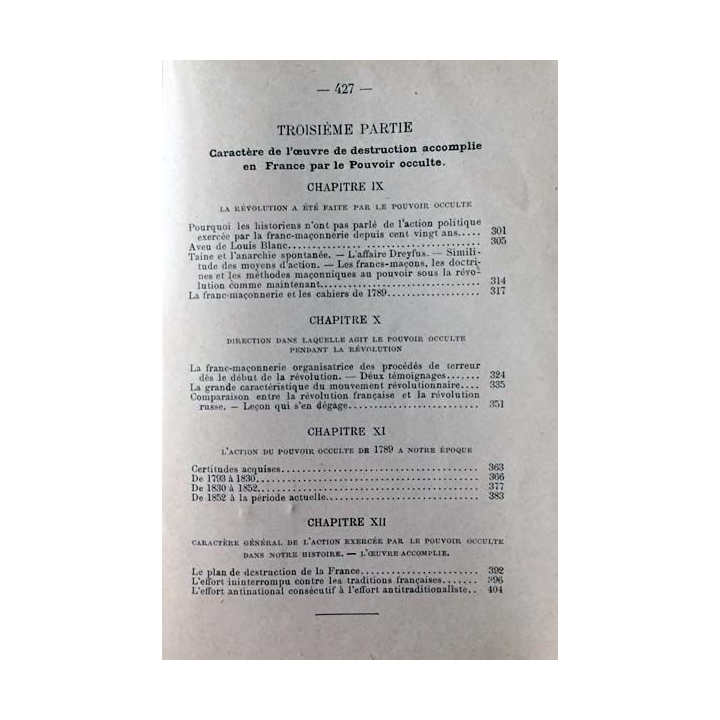 — 427 —
TROISIÈME PARTIE
Caractère de l'œuvre de destruction accomplie
en France par le Pouvoir occulte.
CHAPITRE IX
LA RÉVOLUTION A ÉTÉ FAITE PAR LE POUVOIR OCCULTE
Pourquoi les historiens n'ont pas parlé de l'action politique
exercée par la franc-maçonnerie depuis cent vingt ans..... 301
Aveu de Louis Blanc.................................... 305
Taine et l'anarchie spontanée. — L'affaire Dreyfus. — Simili-
tude des moyens d'action. — Les francs-maçons, les doctri-
nes et les méthodes maçonniques au pouvoir sous la révo-
lution comme maintenant................................ 314
La franc-maçonnerie et les cahiers de 1789.................. 317
CHAPITRE X
DIRECTION DANS LAQUELLE AGIT LE POUVOIR OCCULTE
PENDANT LA RÉVOLUTION
La franc-maçonnerie organisatrice des procédés de terreur
dès le début de la révolution. — Deux témoignages....... 324
La grande caractéristique du mouvement révolutionnaire.... 335
Comparaison entre la révolution française et la révolution
russe. — Leçon qui s'en dégage........................ 351
CHAPITRE XI
L'ACTION DU POUVOIR OCCULTE DE 1789 A NOTRE ÉPOQUE
Certitudes acquises........................................ 363
De 1793 à 1830............................................ 366
De 1830 à 1852............................................ 377
De 1852 à la période actuelle............................... 383
CHAPITRE XII
CARACTÈRE GÉNÉRAL DE L'ACTION EXERCÉE PAR LE POUVOIR OCCULTE
DANS NOTRE HISTOIRE. — L'ŒUVRE ACCOMPLIE.
Le plan de destruction de la France........................ 392
L'effort ininterrompu contre les traditions françaises....... 396
L'effort antinational consécutif à l'effort antitraditionaliste.. 404